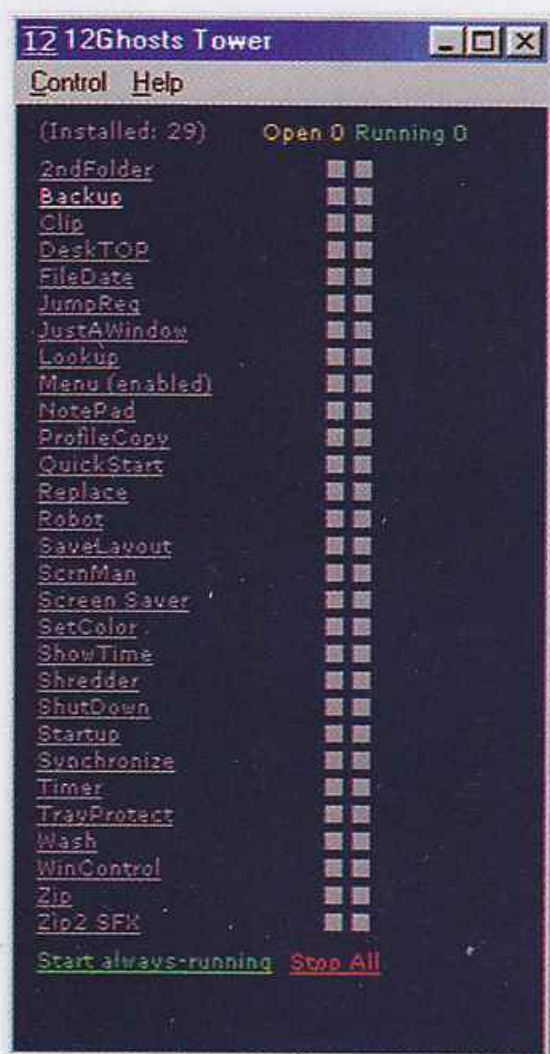 12 12Ghosts Tower
Control Help
(Installed: 29) Open 0 Running 0
2ndFolder
Backup
Clip
DeskTOP
FileDate
JumpReg
JustAWindow
Lookup
Menu (enabled)
NotePad
ProfileCopy
QuickStart
Replace
Robot
SaveLayout
ScrnMan
Screen Saver
SetColor
ShowTime
Shredder
ShutDown
Startup
Synchronize
Timer
TrayProtect
Wash
WinControl
Zip
Zip2 SFX
Start always-running Stop All